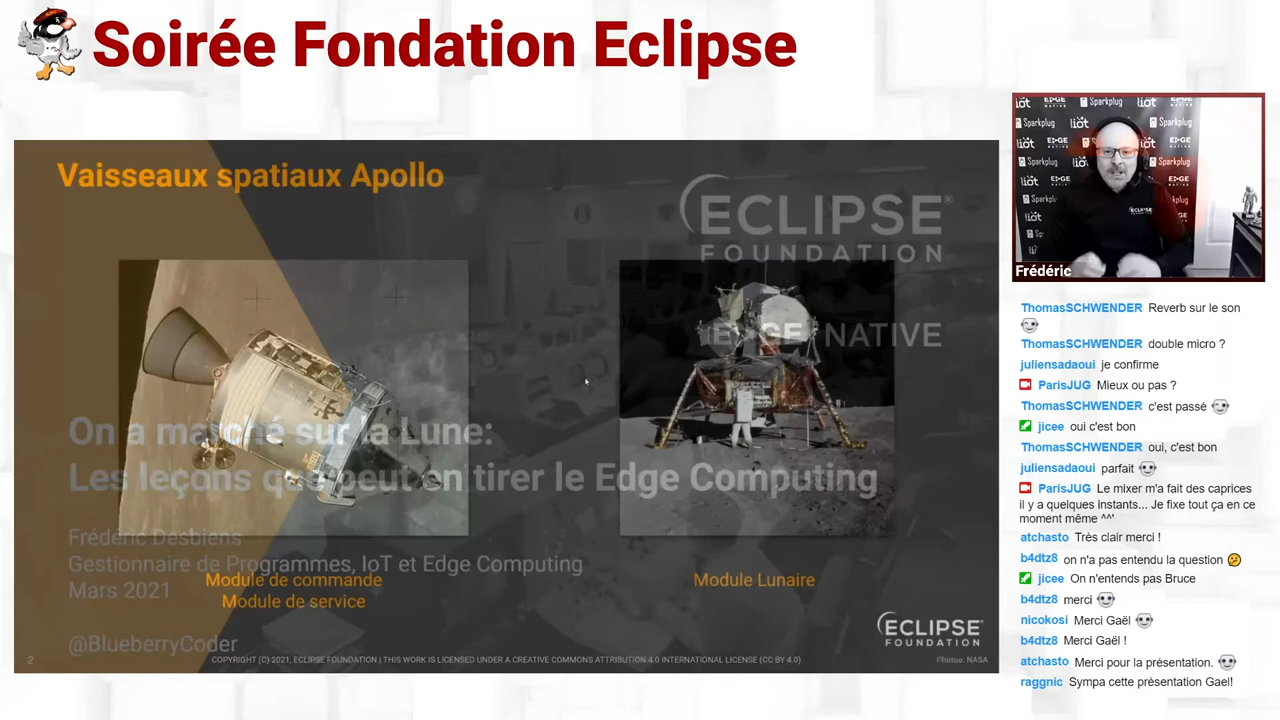 Soirée Fondation Eclipse
Vaisseaux spatiaux Apollo
ECLIPSE®
FOUNDATION
EDGE NATIVE
On a marché sur la Lune:
Les leçons que peut en tirer le Edge Computing
Frédéric Desbiens
Gestionnaire de Programmes, IoT et Edge Computing
Mars 2021
@BlueberryCoder
Module de commande
Module de service
Module Lunaire
ECLIPSE®
FOUNDATION
2
COPYRIGHT (C) 2021, ECLIPSE FOUNDATION | THIS WORK IS LICENSED UNDER A CREATIVE COMMONS ATTRIBUTION 4.0 INTERNATIONAL LICENSE (CC BY 4.0)
Photos: NASA
Sparkplug
Frédéric
ThomasSCHWENDER Reverb sur le son
ThomasSCHWENDER double micro ?
juliensadaoui je confirme
ParisJUG Mieux ou pas ?
ThomasSCHWENDER c'est passé
jicee oui c'est bon
ThomasSCHWENDER oui, c'est bon
juliensadaoui parfait
ParisJUG Le mixer m'a fait des caprices
il y a quelques instants... Je fixe tout ça en ce
moment même ^^'
atchasto Très clair merci !
b4dtz8 on n'a pas entendu la question
jicee On n'entends pas Bruce
b4dtz8 merci
nicokosi Merci Gaël
b4dtz8 Merci Gaël !
atchasto Merci pour la présentation.
raggnic Sympa cette présentation Gael!